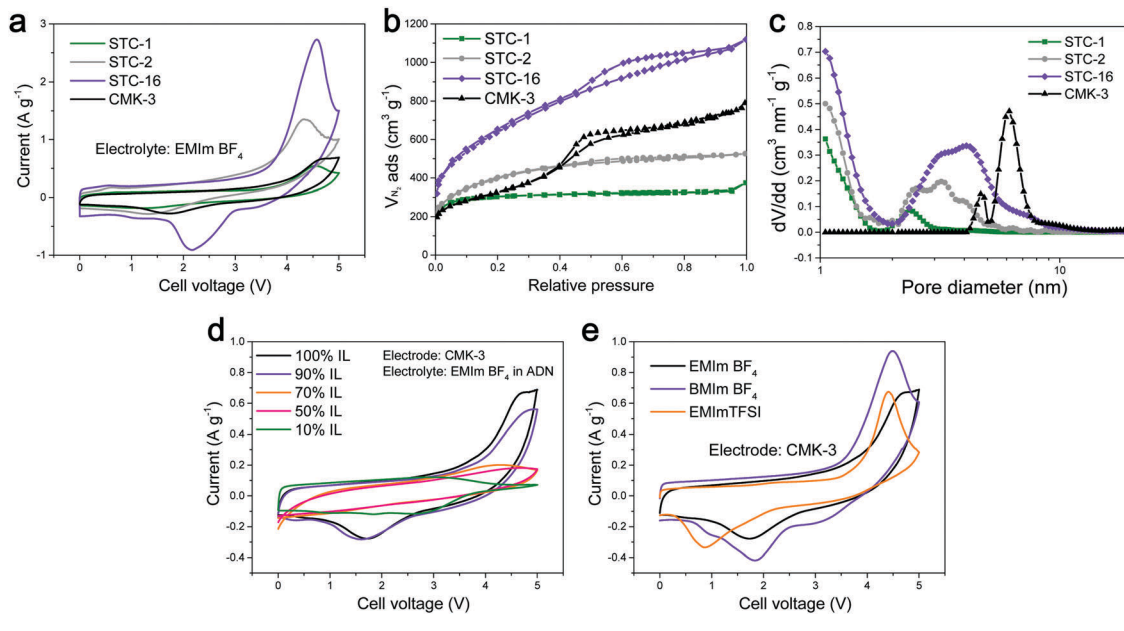 a
STC-1
STC-2
STC-16
CMK-3
Electrolyte: EMIm BF4
3
2
1
0
-1
0 1 2 3 4 5
Current (A g-1)
Cell voltage (V)
b
STC-1
STC-2
STC-16
CMK-3
1200
1000
800
600
400
200
0
0.0 0.2 0.4 0.6 0.8 1.0
VN2 ads (cm3 g-1)
Relative pressure
c
STC-1
STC-2
STC-16
CMK-3
0.8
0.7
0.6
0.5
0.4
0.3
0.2
0.1
0.0
-0.1
1 10
dV/dd (cm3 nm-1 g-1)
Pore diameter (nm)
d
100% IL
90% IL
70% IL
50% IL
10% IL
Electrode: CMK-3
Electrolyte: EMIm BF4 in ADN
1.0
0.8
0.6
0.4
0.2
0.0
-0.2
-0.4
0 1 2 3 4 5
Current (A g-1)
Cell voltage (V)
e
EMIm BF4
BMIm BF4
EMImTFSI
Electrode: CMK-3
1.0
0.8
0.6
0.4
0.2
0.0
-0.2
-0.4
0 1 2 3 4 5
Current (A g-1)
Cell voltage (V)